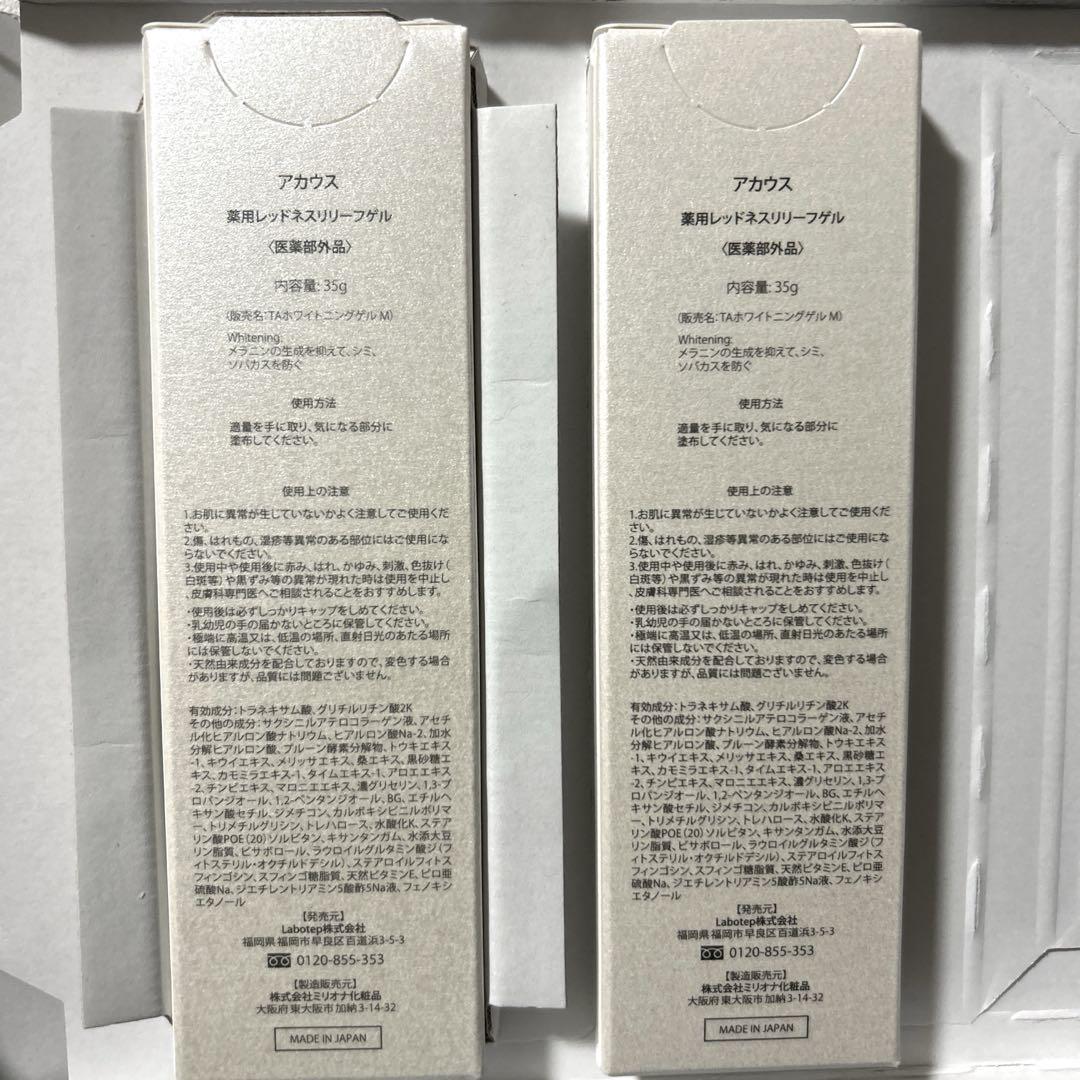 アカウス
薬用レッドネスリリーフゲル
〈医薬部外品〉
内容量: 35g
(販売名:TAホワイトニングゲル M)
Whitening:
メラニンの生成を抑えて、シミ、
ソバカスを防ぐ
使用方法
適量を手に取り、気になる部分に
塗布してください。
使用上の注意
1.お肌に異常が生じていないかよく注意してご使用くだ
さい。
2.傷、はれもの、湿疹等異常のある部位にはご使用にな
らないでください。
3.使用中や使用後に赤み、はれ、かゆみ、刺激、色抜け(
白斑等)や黒ずみ等の異常が現れた時は使用を中止し
、皮膚科専門医へご相談されることをおすすめします。
・使用後は必ずしっかりキャップをしめてください。
・乳幼児の手の届かないところに保管してください。
・極端に高温又は、低温の場所、直射日光のあたる場所
には保管しないでください。
・天然由来成分を配合しておりますので、変色する場合
がありますが、品質には問題ございません。
有効成分:トラネキサム酸、グリチルリチン酸2K
その他の成分:サクシニルアテロコラーゲン液、アセチ
ル化ヒアルロン酸ナトリウム、ヒアルロン酸Na-2、加水
分解ヒアルロン酸、プルーン酵素分解物、トウキエキス
-1、キウイエキス、メリッサエキス、桑エキス、黒砂糖エ
キス、カモミラエキス-1、タイムエキス-1、アロエエキス
-2、チンピエキス、マロニエエキス、濃グリセリン、1,3-プ
ロパンジオール、1,2-ペンタンジオール、BG、エチルヘ
キサン酸セチル、ジメチコン、カルボキシビニルポリマ
ー、トリメチルグリシン、トレハロース、水酸化K、ステア
リン酸POE(20)ソルビタン、キサンタンガム、水添大豆
リン脂質、ビサボロール、ラウロイルグルタミン酸ジ(フ
ィトステリル・オクチルドデシル)、ステアロイルフィトス
フィンゴシン、スフィンゴ糖脂質、天然ビタミンE、ピロ亜
硫酸Na、ジエチレントリアミン5酸酢5Na液、フェノキシ
エタノール
【発売元】
Labotep株式会社
福岡県 福岡市 早良区 百道浜3-5-3
0120-855-353
【製造販売元】
株式会社ミリオナ化粧品
大阪府 東大阪市 加納 3-14-32
MADE IN JAPAN
アカウス
薬用レッドネスリリーフゲル
〈医薬部外品〉
内容量: 35g
(販売名:TAホワイトニングゲル M)
Whitening:
メラニンの生成を抑えて、シミ、
ソバカスを防ぐ
使用方法
適量を手に取り、気になる部分に
塗布してください。
使用上の注意
1.お肌に異常が生じていないかよく注意してご使用くだ
さい。
2.傷、はれもの、湿疹等異常のある部位にはご使用にな
らないでください。
3.使用中や使用後に赤み、はれ、かゆみ、刺激、色抜け(
白斑等)や黒ずみ等の異常が現れた時は使用を中止し
、皮膚科専門医へご相談されることをおすすめします。
・使用後は必ずしっかりキャップをしめてください。
・乳幼児の手の届かないところに保管してください。
・極端に高温又は、低温の場所、直射日光のあたる場所
には保管しないでください。
・天然由来成分を配合しておりますので、変色する場合
がありますが、品質には問題ございません。
有効成分:トラネキサム酸、グリチルリチン酸2K
その他の成分:サクシニルアテロコラーゲン液、アセチ
ル化ヒアルロン酸ナトリウム、ヒアルロン酸Na-2、加水
分解ヒアルロン酸、プルーン酵素分解物、トウキエキス
-1、キウイエキス、メリッサエキス、桑エキス、黒砂糖エ
キス、カモミラエキス-1、タイムエキス-1、アロエエキス
-2、チンピエキス、マロニエエキス、濃グリセリン、1,3-プ
ロパンジオール、1,2-ペンタンジオール、BG、エチルヘ
キサン酸セチル、ジメチコン、カルボキシビニルポリマ
ー、トリメチルグリシン、トレハロース、水酸化K、ステア
リン酸POE(20)ソルビタン、キサンタンガム、水添大豆
リン脂質、ビサボロール、ラウロイルグルタミン酸ジ(フ
ィトステリル・オクチルドデシル)、ステアロイルフィトス
フィンゴシン、スフィンゴ糖脂質、天然ビタミンE、ピロ亜
硫酸Na、ジエチレントリアミン5酸酢5Na液、フェノキシ
エタノール
【発売元】
Labotep株式会社
福岡県 福岡市 早良区 百道浜3-5-3
0120-855-353
【製造販売元】
株式会社ミリオナ化粧品
大阪府 東大阪市 加納 3-14-32
MADE IN JAPAN